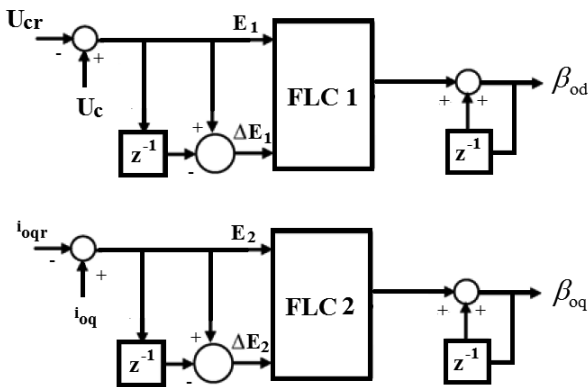 Ucr
E1
-
+
Uc
FLC 1
βod
+
+
z-1
+
-
ΔE1
z-1
ioqr
E2
-
+
ioq
FLC 2
βoq
+
+
z-1
+
-
ΔE2
z-1